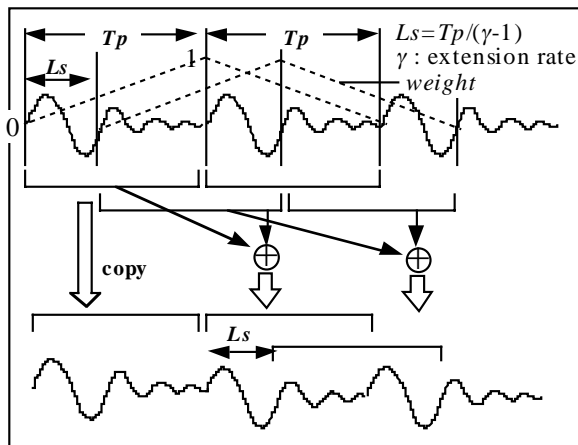 Tp
Tp
Ls=Tp/(γ-1)
γ : extension rate
Ls
1
weight
0
copy
Ls